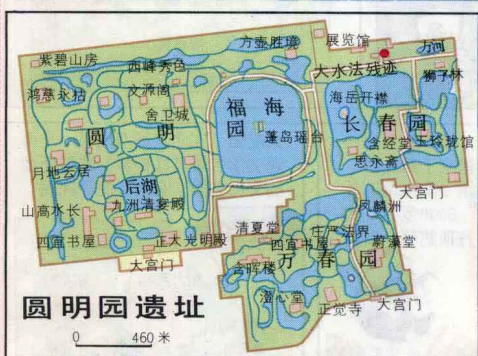 紫碧山房
方壶胜境
展览馆
方河
西峰秀色
大水法残迹
狮子林
鸿慈永祜
文源阁
舍卫城
福海
海岳开襟
圆明园
蓬岛瑶台
长春园
含经堂
玉玲珑馆
思永斋
月地云居
后湖
大宫门
山高水长
九洲清宴殿
凤麟洲
清夏堂
庄严法界
四宜书屋
正大光明殿
四宜书屋
蔚藻堂
含晖楼
万春园
大宫门
澄心堂
正觉寺
大宫门
圆明园遗址
0 460米